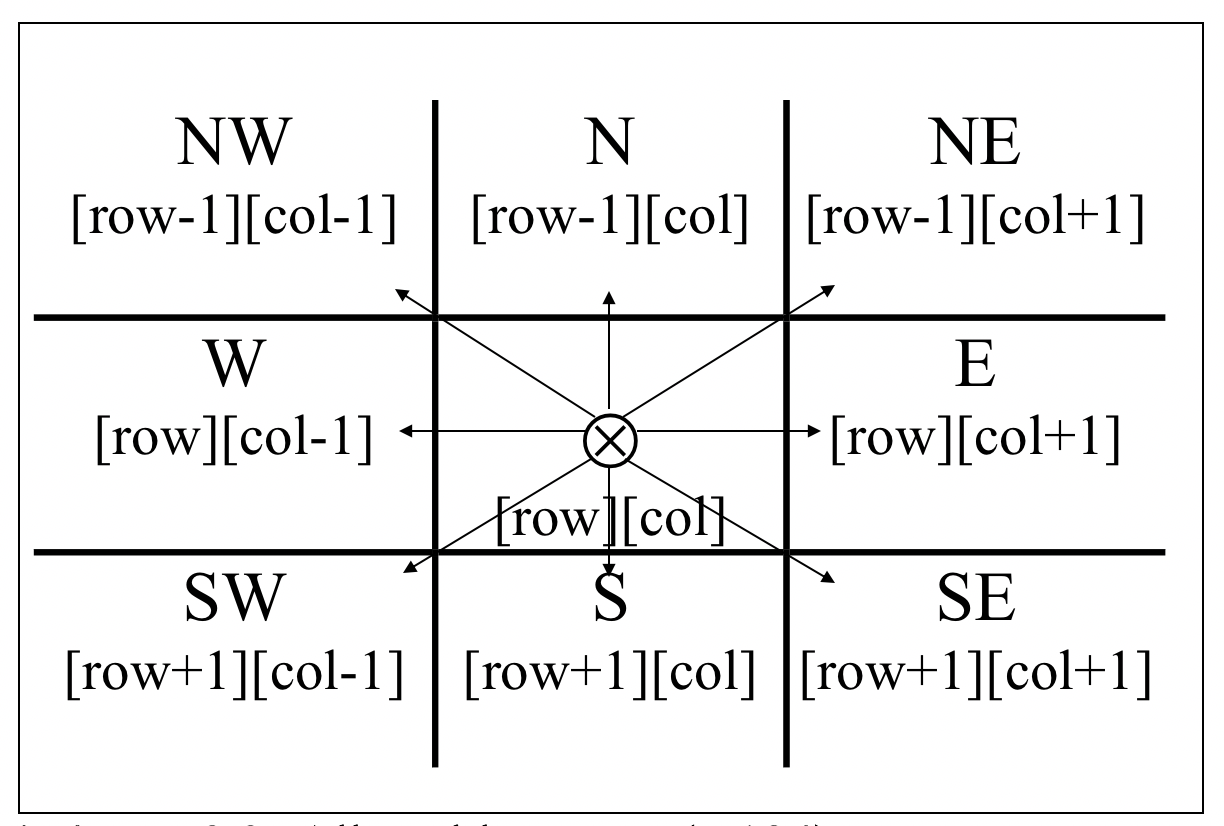 NW N NE
[row-1][col-1] [row-1][col] [row-1][col+1]
W E
[row][col-1] [row][col+1]
[row][col]
SW S SE
[row+1][col-1] [row+1][col] [row+1][col+1]